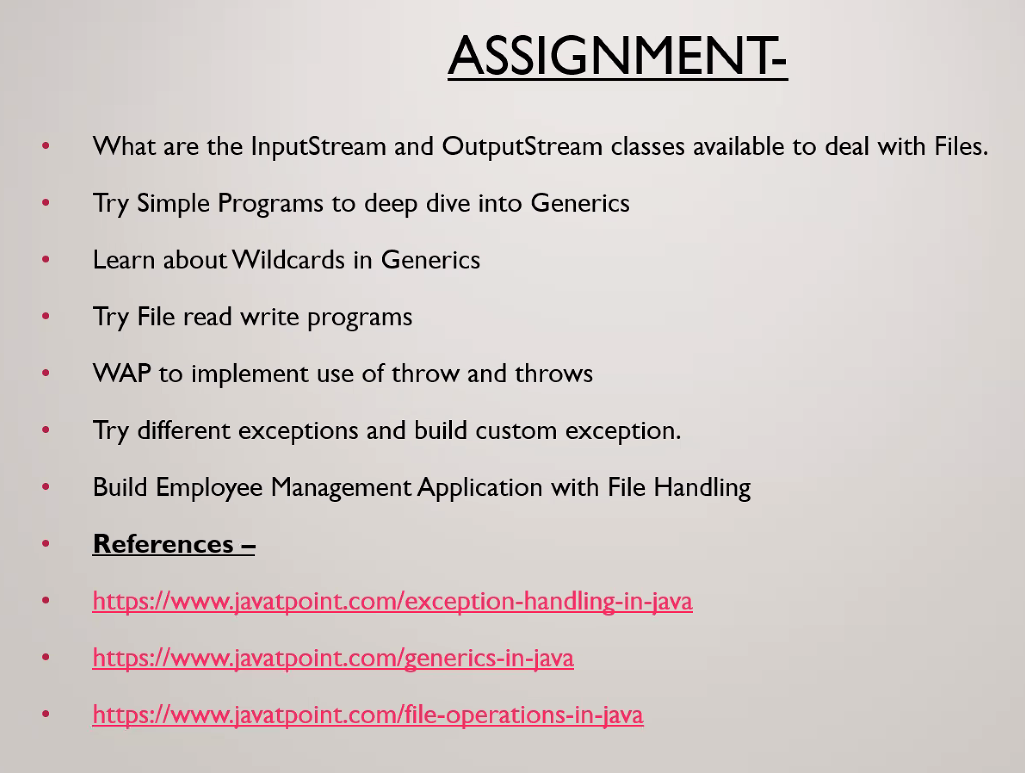 ASSIGNMENT-
• What are the InputStream and OutputStream classes available to deal with Files.
• Try Simple Programs to deep dive into Generics
• Learn about Wildcards in Generics
• Try File read write programs
• WAP to implement use of throw and throws
• Try different exceptions and build custom exception.
• Build Employee Management Application with File Handling
• References –
• https://www.javatpoint.com/exception-handling-in-java
• https://www.javatpoint.com/generics-in-java
• https://www.javatpoint.com/file-operations-in-java